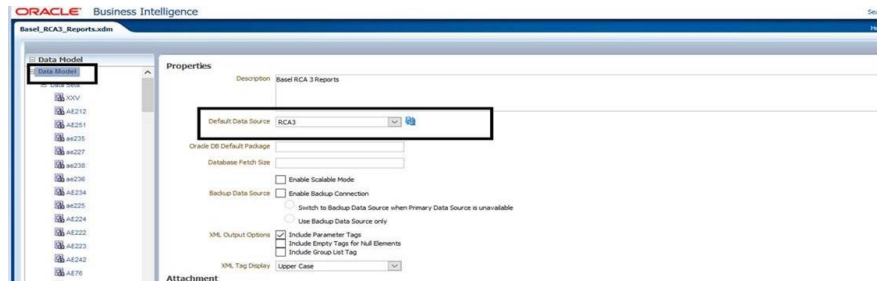 ORACLE Business Intelligence
Sea
Basel_RCA3_Reports.xdm
He
Data Model
Data Model
Data Sets
XXV
AE212
AE251
ae235
ae227
ae238
ae236
AE234
ae225
AE224
AE222
AE223
AE242
AE76
Properties
Description Basel RCA 3 Reports
Default Data Source RCA3
Oracle DB Default Package
Database Fetch Size
Enable Scalable Mode
Backup Data Source Enable Backup Connection
Switch to Backup Data Source when Primary Data Source is unavailable
Use Backup Data Source only
XML Output Options Include Parameter Tags
Include Empty Tags for Null Elements
Include Group List Tag
XML Tag Display Upper Case
Attachment